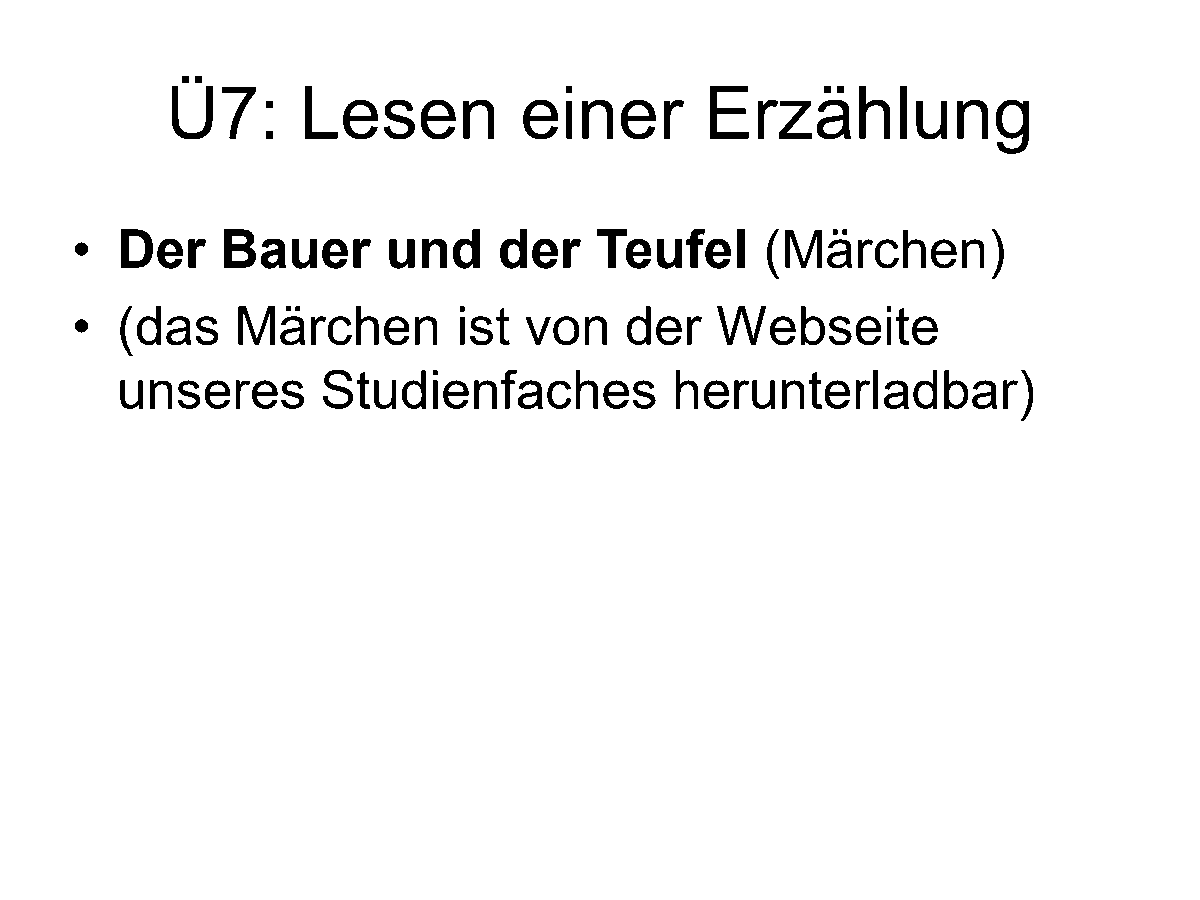 Ü7: Lesen einer Erzählung
• Der Bauer und der Teufel (Märchen)
• (das Märchen ist von der Webseite
unseres Studienfaches herunterladbar)